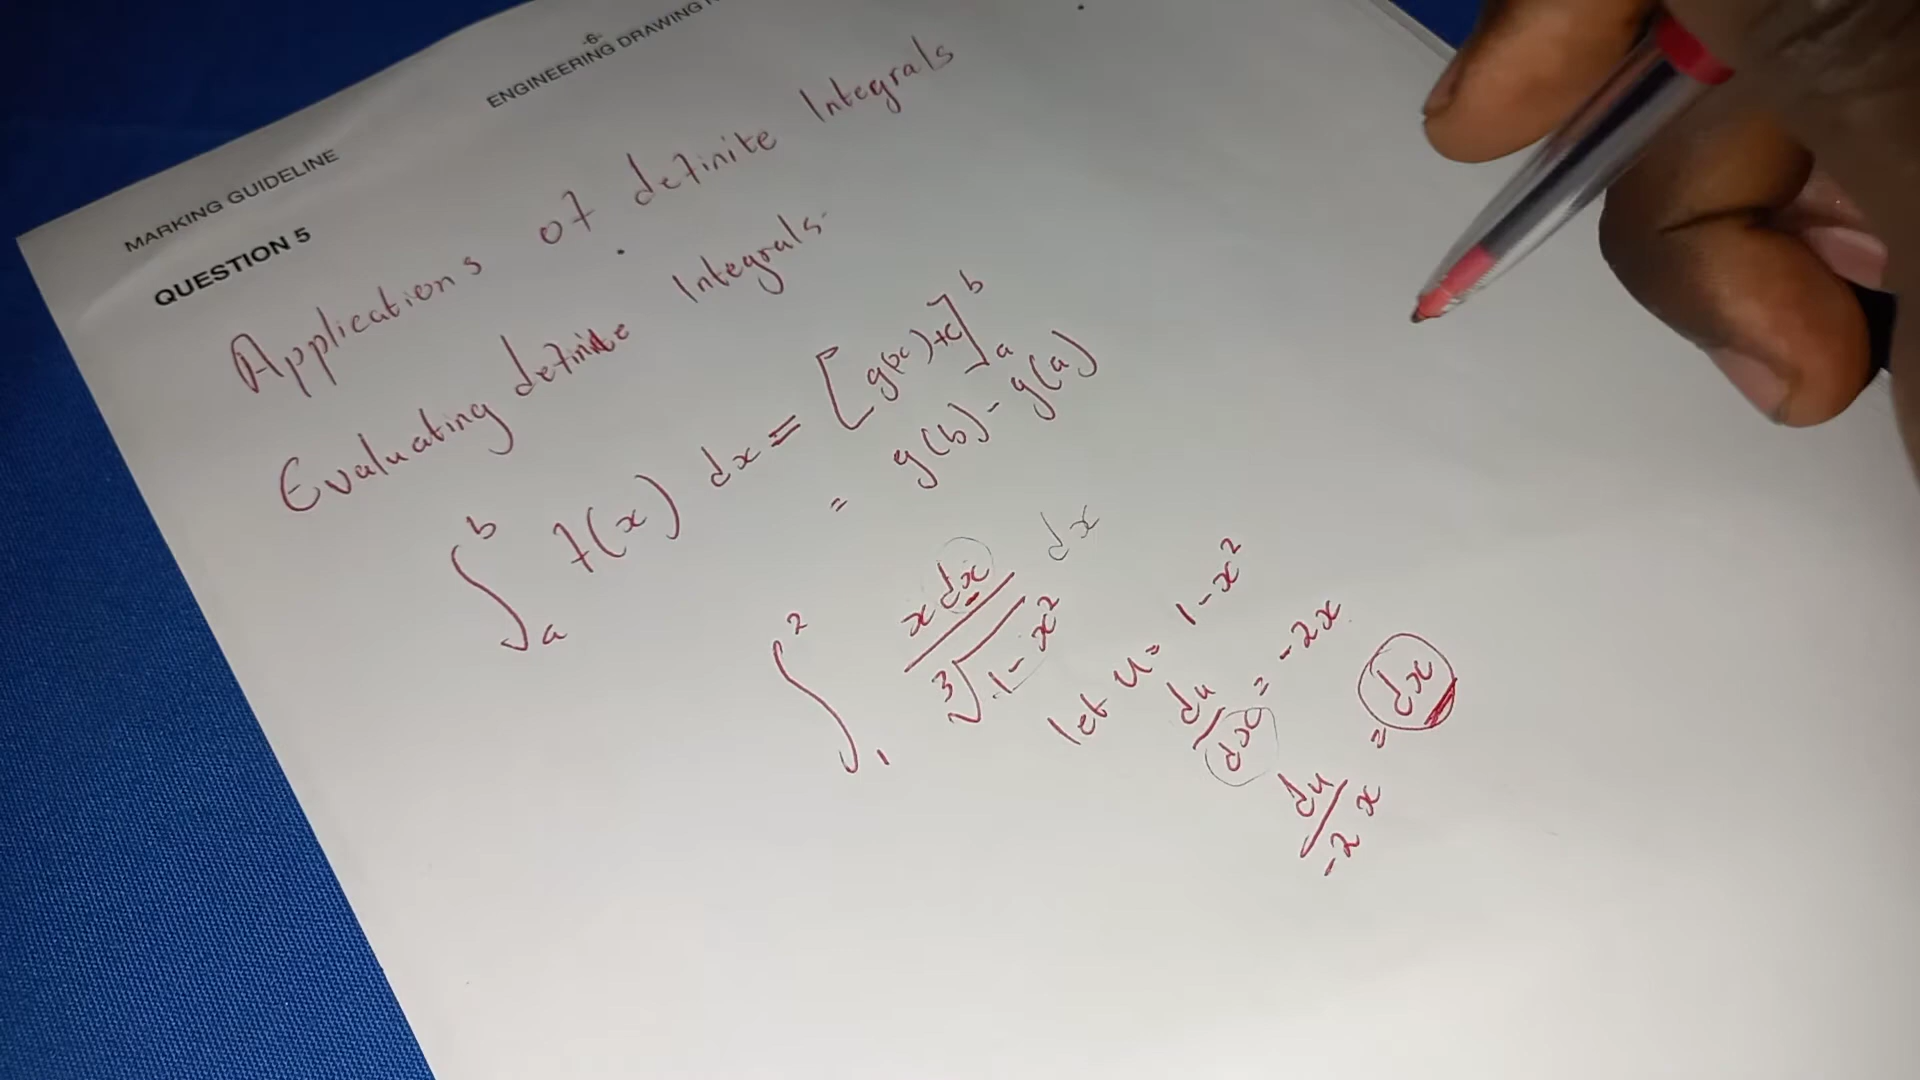 -6-
ENGINEERING DRAWING
MARKING GUIDELINE
QUESTION 5
Applications of definite Integrals
Evaluating definite Integrals.
∫ₐᵇ f(x) dx = [g(x)+c]ₐᵇ
= g(b) - g(a)
∫₁² x dx / ∛(1-x²) dx
let u = 1-x²
du/dx = -2x
du/-2x = dx